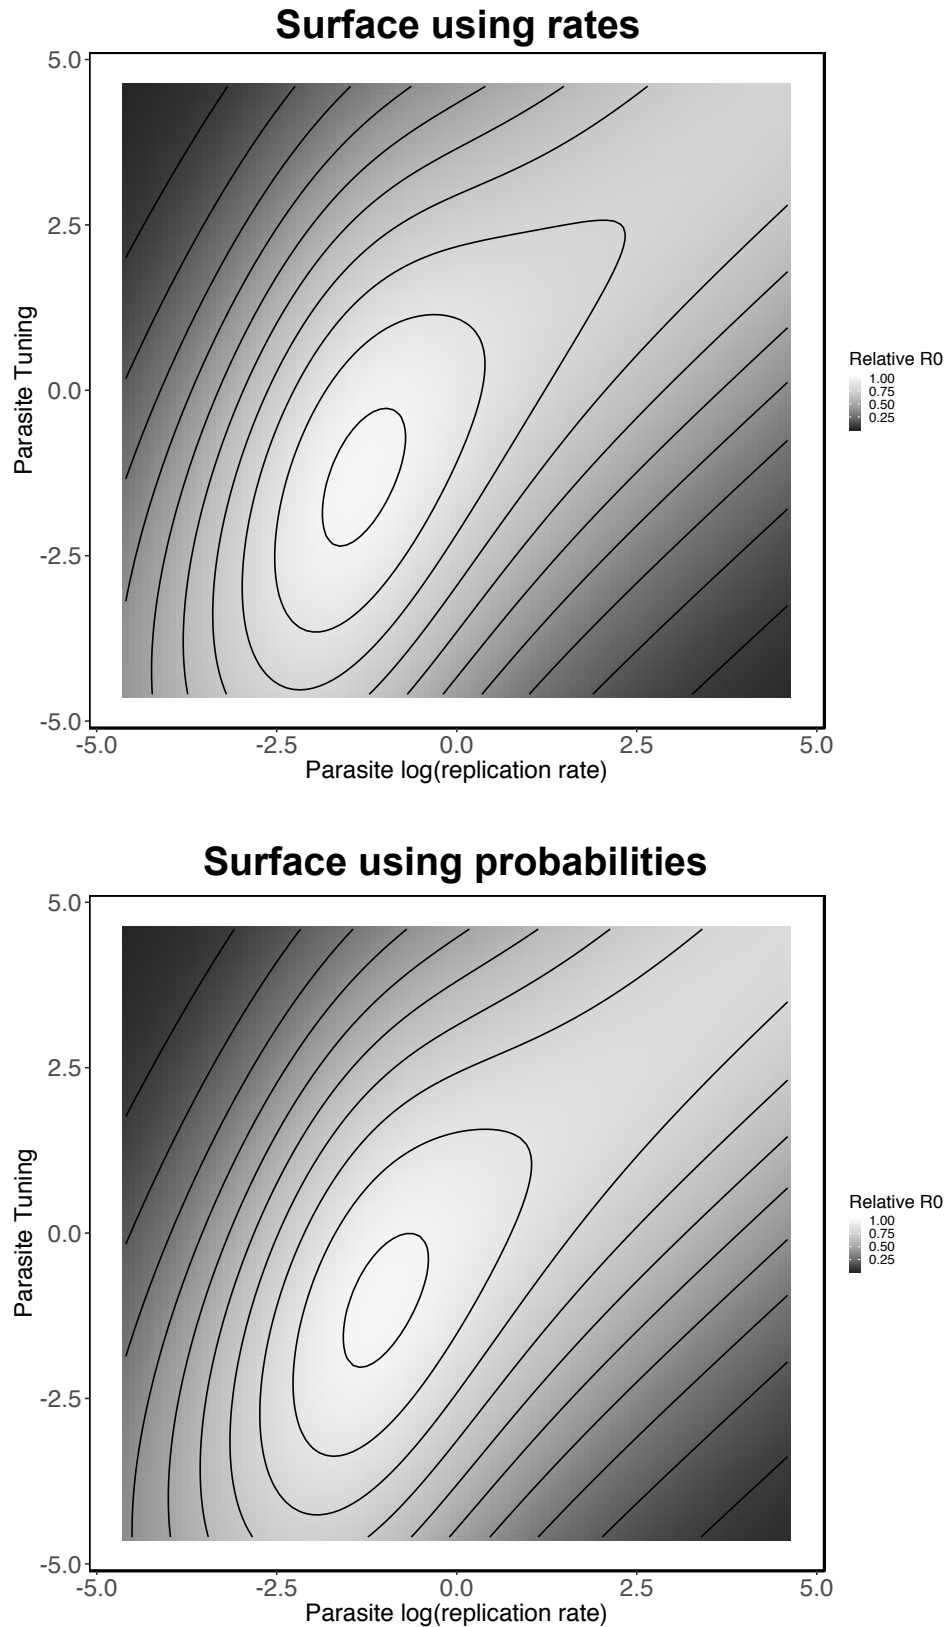 Surface using rates
5.0
2.5
0.0
-2.5
-5.0
Parasite Tuning
-5.0 -2.5 0.0 2.5 5.0
Parasite log(replication rate)
Relative R0
1.00
0.75
0.50
0.25
Surface using probabilities
5.0
2.5
0.0
-2.5
-5.0
Parasite Tuning
-5.0 -2.5 0.0 2.5 5.0
Parasite log(replication rate)
Relative R0
1.00
0.75
0.50
0.25